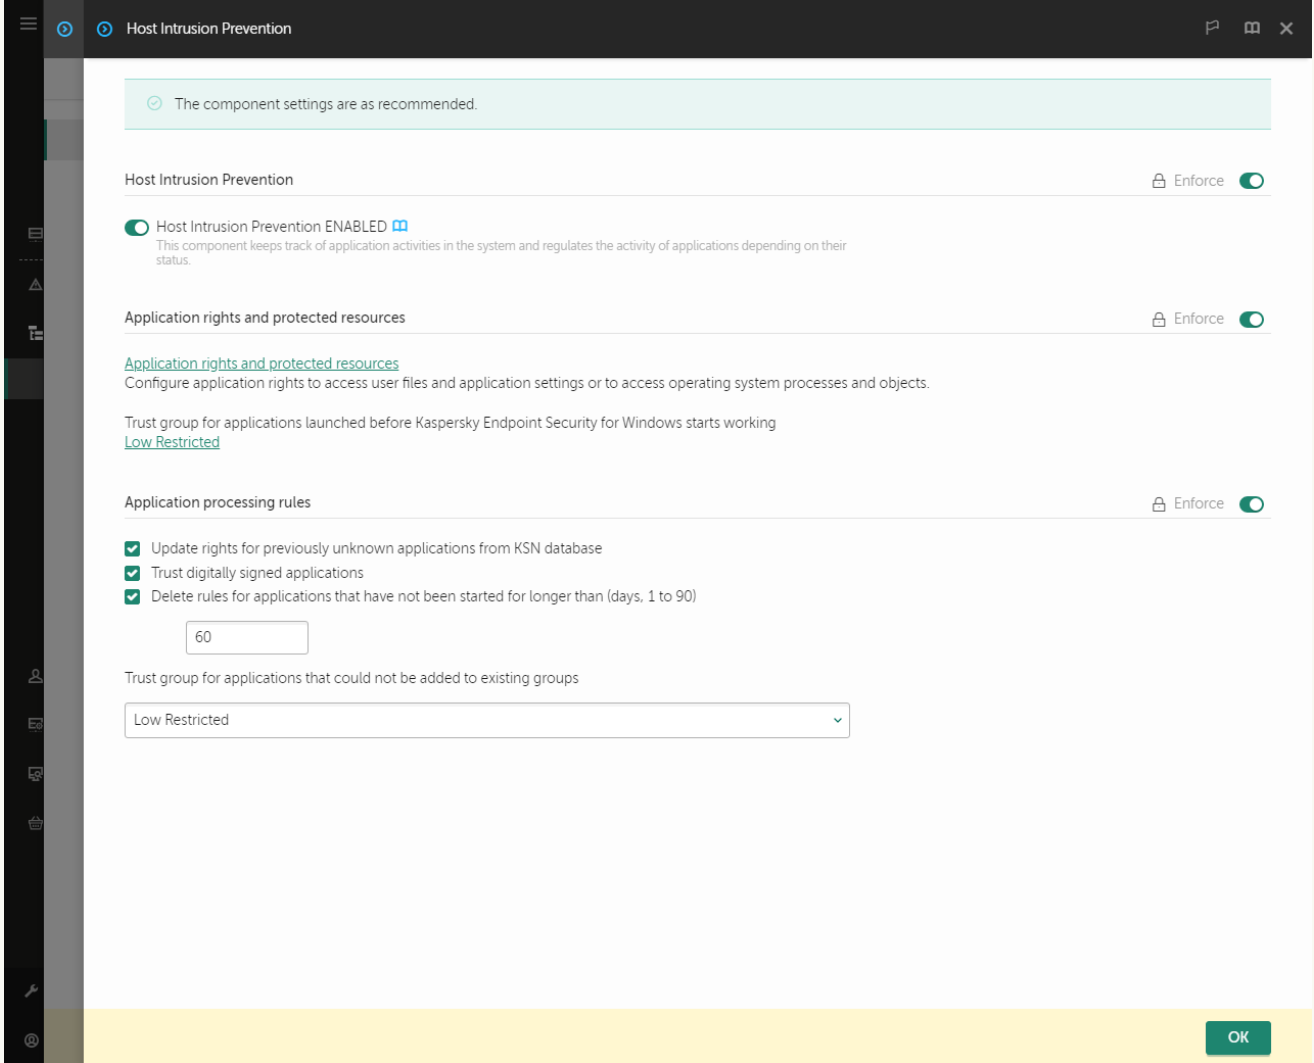 Host Intrusion Prevention
The component settings are as recommended.
Host Intrusion Prevention
Enforce
Host Intrusion Prevention ENABLED
This component keeps track of application activities in the system and regulates the activity of applications depending on their
status.
Application rights and protected resources
Enforce
Application rights and protected resources
Configure application rights to access user files and application settings or to access operating system processes and objects.
Trust group for applications launched before Kaspersky Endpoint Security for Windows starts working
Low Restricted
Application processing rules
Enforce
Update rights for previously unknown applications from KSN database
Trust digitally signed applications
Delete rules for applications that have not been started for longer than (days, 1 to 90)
60
Trust group for applications that could not be added to existing groups
Low Restricted
OK